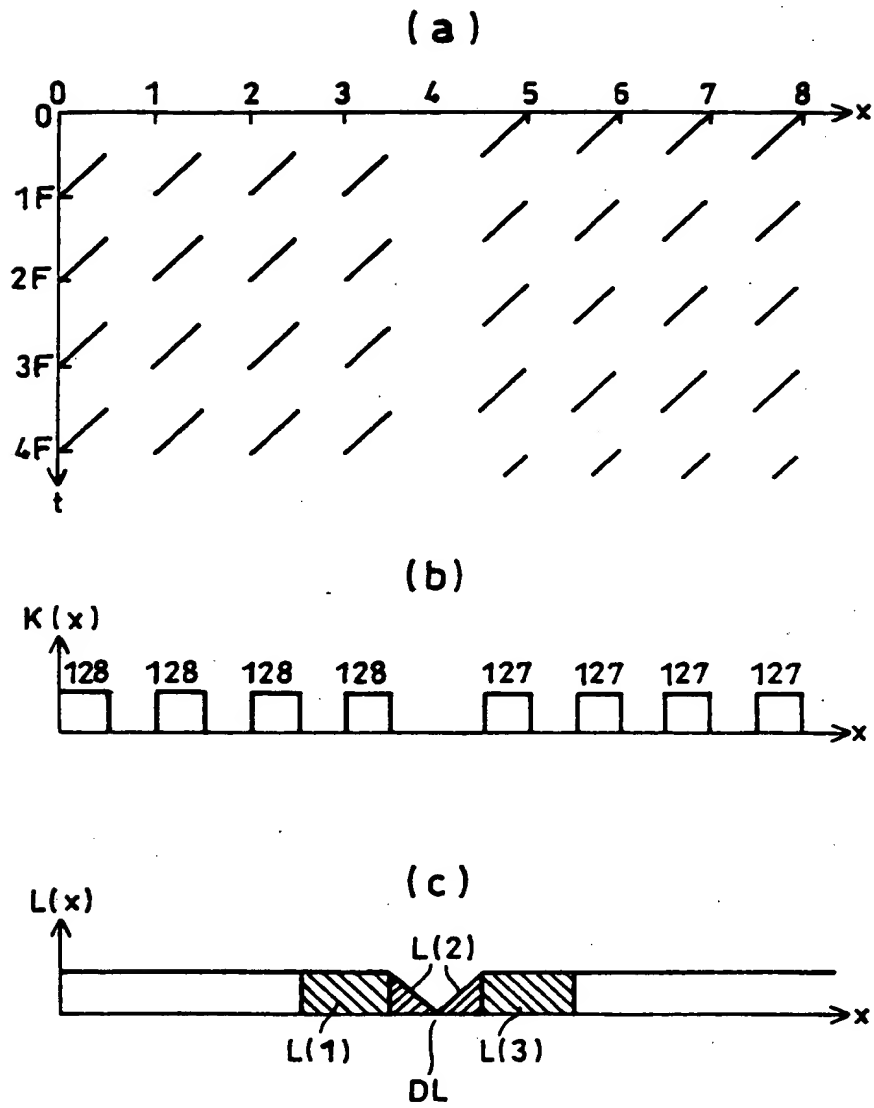 (a)
0 1 2 3 4 5 6 7 8
0 x
1F
2F
3F
4F
t
(b)
K(x)
128 128 128 128 127 127 127 127
x
(c)
L(x)
L(2)
x
L(1) L(3)
DL